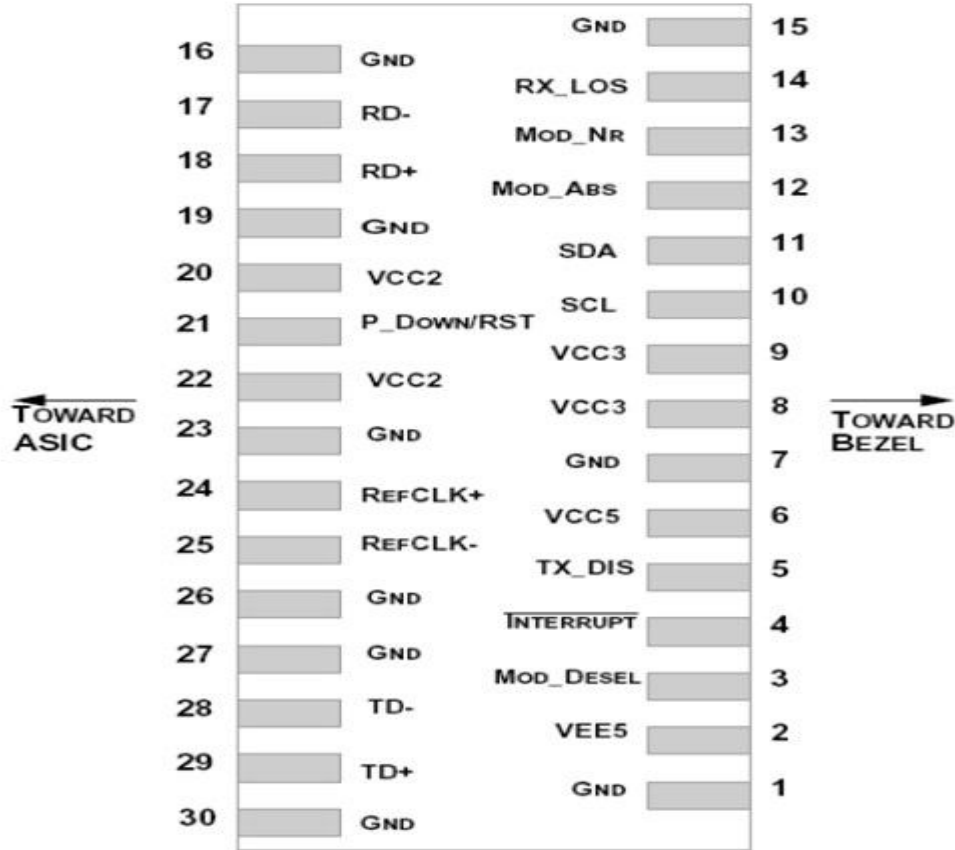 16 GND
17 RD-
18 RD+
19 GND
20 VCC2
21 P_DOWN/RST
22 VCC2
23 GND
24 REFCLK+
25 REFCLK-
26 GND
27 GND
28 TD-
29 TD+
30 GND
GND 15
RX_LOS 14
MOD_NR 13
MOD_ABS 12
SDA 11
SCL 10
VCC3 9
VCC3 8
GND 7
VCC5 6
TX_DIS 5
INTERRUPT 4
MOD_DESEL 3
VEE5 2
GND 1
TOWARD
ASIC
TOWARD
BEZEL